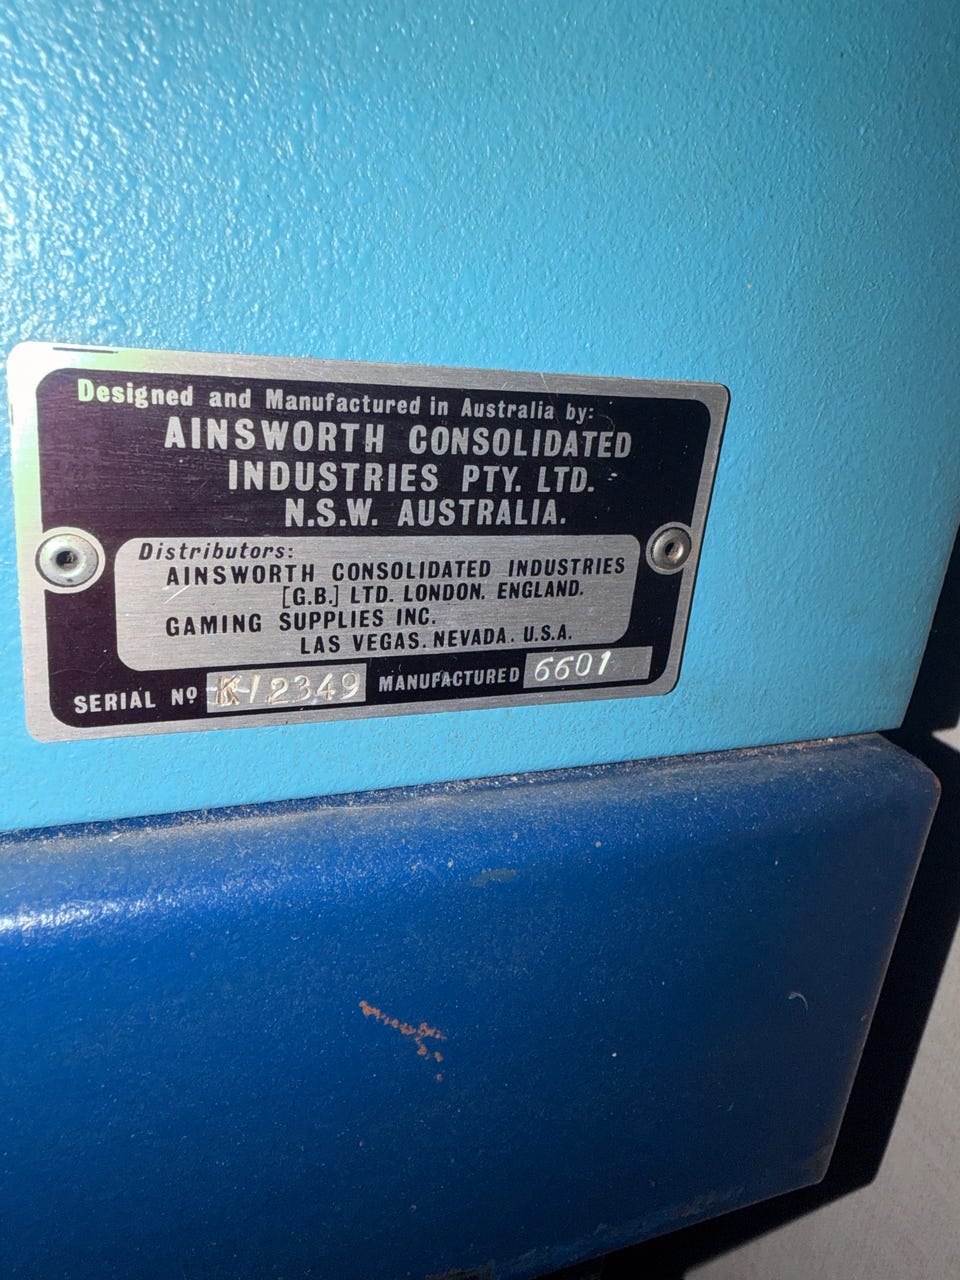 Designed and Manufactured in Australia by:
AINSWORTH CONSOLIDATED
INDUSTRIES PTY. LTD.
N.S.W. AUSTRALIA.
Distributors:
AINSWORTH CONSOLIDATED INDUSTRIES
[G.B.] LTD. LONDON. ENGLAND.
GAMING SUPPLIES INC.
LAS VEGAS. NEVADA. U.S.A.
SERIAL Nº K12349 MANUFACTURED 6601